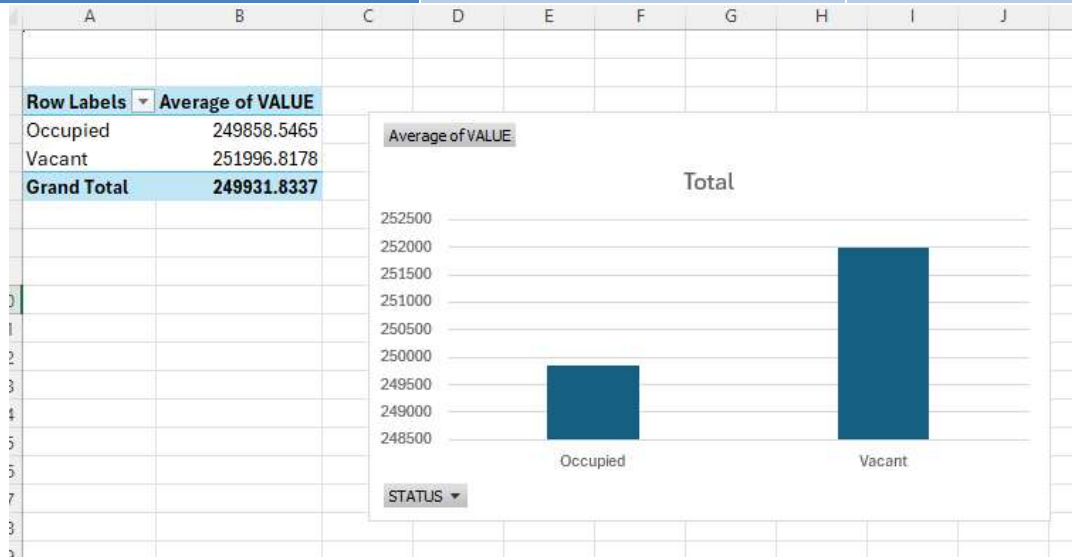 A B C D E F G H I J
Row Labels Average of VALUE
Occupied 249858.5465
Vacant 251996.8178
Grand Total 249931.8337
Average of VALUE
Total
252500
252000
251500
251000
250500
250000
249500
249000
248500
Occupied Vacant
STATUS